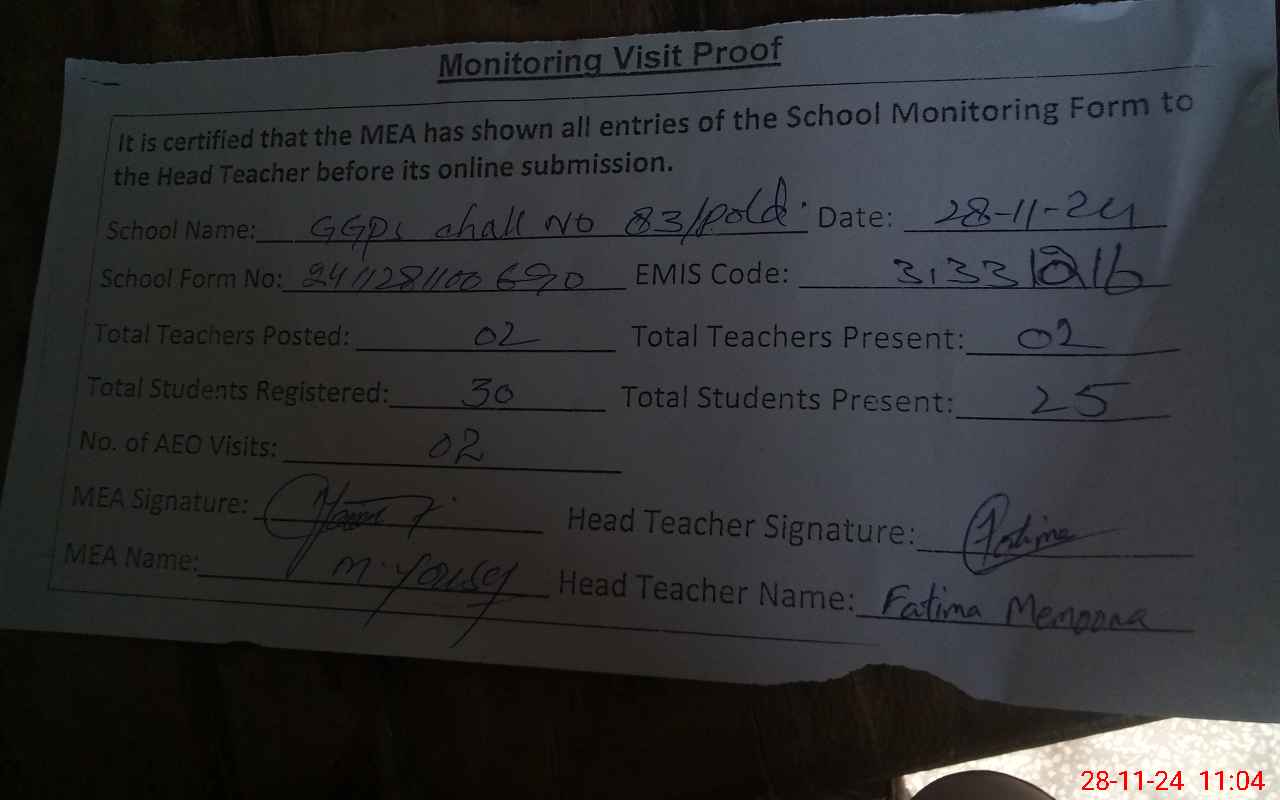 Monitoring Visit Proof
It is certified that the MEA has shown all entries of the School Monitoring Form to
the Head Teacher before its online submission.
School Name: GGPS chak NO 83/pold. Date: 28-11-24
School Form No: 2411281100690 EMIS Code: 31331216
Total Teachers Posted: 02 Total Teachers Present: 02
Total Students Registered: 30 Total Students Present: 25
No. of AEO Visits: 02
MEA Signature: Head Teacher Signature: Fatima
MEA Name: M. Yousaf Head Teacher Name: Fatima Memoona
28-11-24 11:04